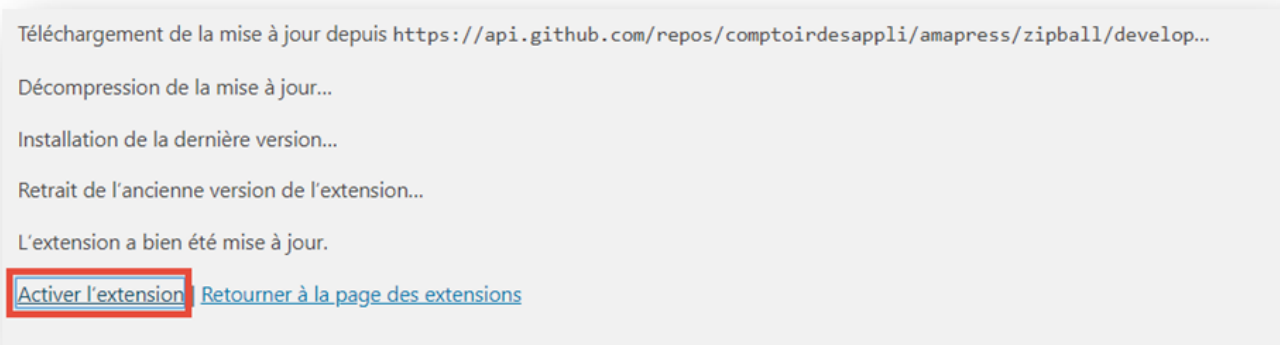 Téléchargement de la mise à jour depuis https://api.github.com/repos/comptoirdesappli/amapress/zipball/develop...
Décompression de la mise à jour...
Installation de la dernière version...
Retrait de l'ancienne version de l'extension...
L'extension a bien été mise à jour.
Activer l'extension | Retourner à la page des extensions